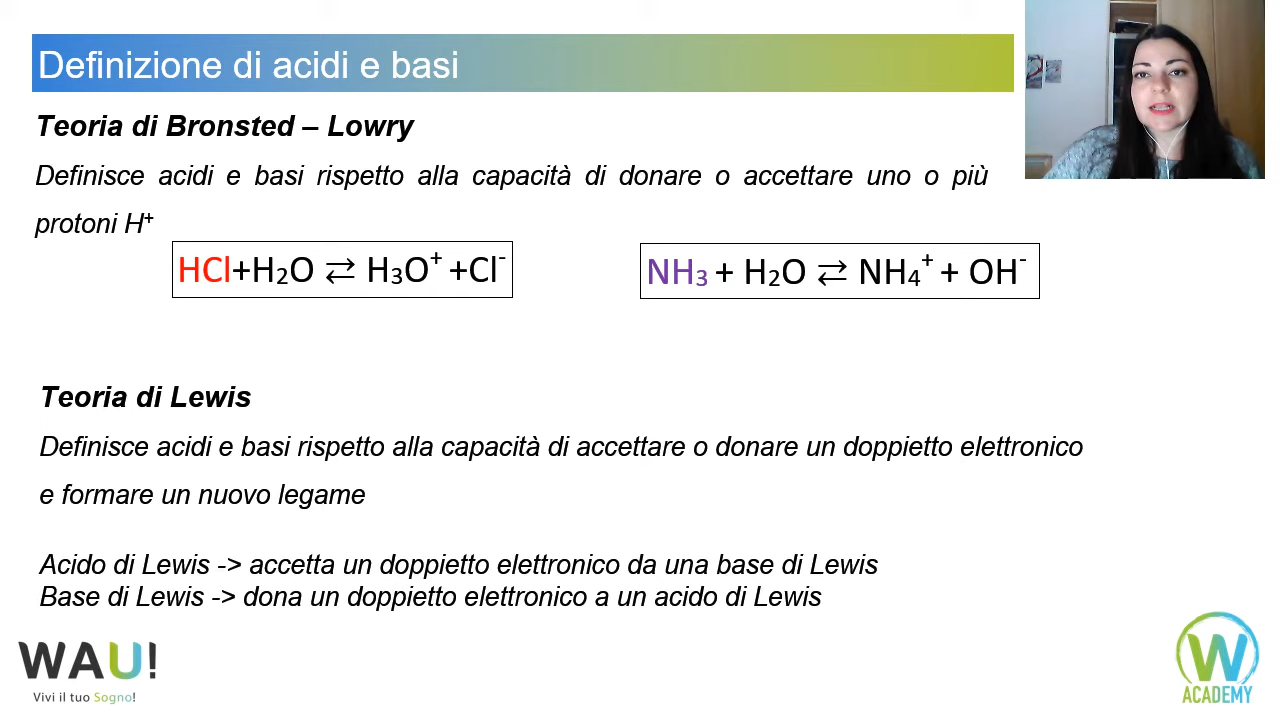 Definizione di acidi e basi
Teoria di Bronsted – Lowry
Definisce acidi e basi rispetto alla capacità di donare o accettare uno o più
protoni H⁺
HCl+H₂O ⇄ H₃O⁺ +Cl⁻
NH₃ + H₂O ⇄ NH₄⁺ + OH⁻
Teoria di Lewis
Definisce acidi e basi rispetto alla capacità di accettare o donare un doppietto elettronico
e formare un nuovo legame
Acido di Lewis -> accetta un doppietto elettronico da una base di Lewis
Base di Lewis -> dona un doppietto elettronico a un acido di Lewis
WAU!
Vivi il tuo Sogno!
W
ACADEMY